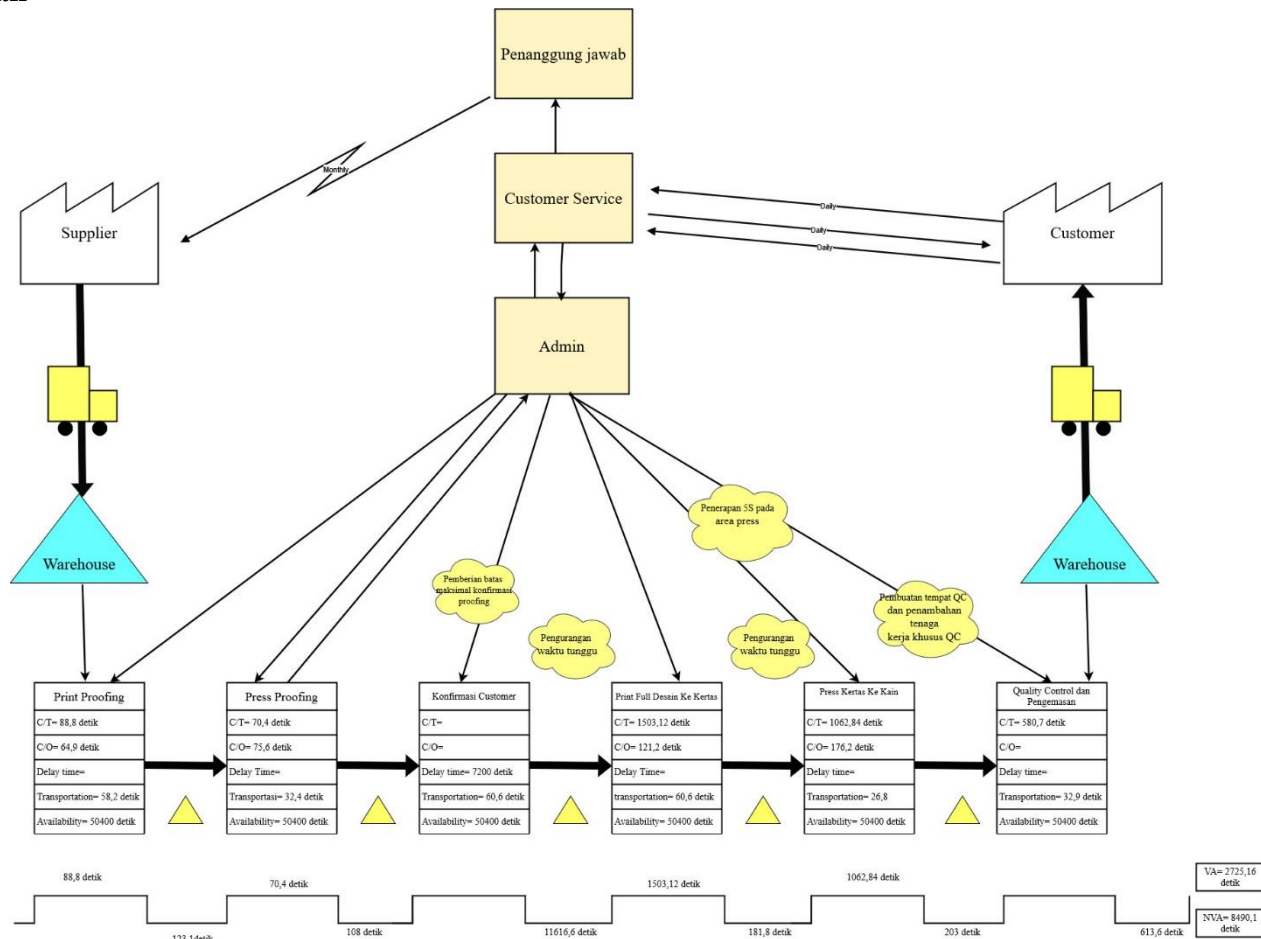 Penanggung jawab
Monthly
Customer Service
Supplier
Daily
Daily
Daily
Customer
Admin
Warehouse
Warehouse
Penerapan 5S pada
area press
Pemberian batas
maksimal konfirmasi
proofing
Pengurangan
waktu tunggu
Pengurangan
waktu tunggu
Pembuatan tempat QC
dan penambahan
tenaga
kerja khusus QC
Print Proofing
C/T= 88,8 detik
C/O= 64,9 detik
Delay time=
Transportation= 58,2 detik
Availability= 50400 detik
Press Proofing
C/T= 70,4 detik
C/O= 75,6 detik
Delay Time=
Transportasi= 32,4 detik
Availability= 50400 detik
Konfirmasi Customer
C/T=
C/O=
Delay time= 7200 detik
Transportation= 60,6 detik
Availability= 50400 detik
Print Full Desain Ke Kertas
C/T= 1503,12 detik
C/O= 121,2 detik
Delay Time=
transportation= 60,6 detik
Availability= 50400 detik
Press Kertas Ke Kain
C/T= 1062,84 detik
C/O= 176,2 detik
Delay time=
Transportation= 26,8
Availability= 50400 detik
Quality Control dan
Pengemasan
C/T= 580,7 detik
C/O=
Delay time=
Transportation= 32,9 detik
Availability= 50400 detik
88,8 detik
70,4 detik
1503,12 detik
1062,84 detik
VA= 2725,16
detik
123,1detik
108 detik
11616,6 detik
181,8 detik
203 detik
613,6 detik
NVA= 8490,1
detik